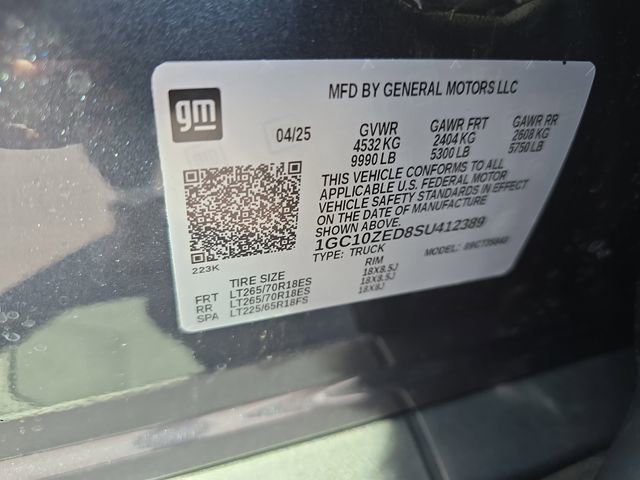 MFD BY GENERAL MOTORS LLC
gm
04/25
GVWR GAWR FRT GAWR RR
4532 KG 2404 KG 2608 KG
9990 LB 5300 LB 5750 LB
THIS VEHICLE CONFORMS TO ALL
APPLICABLE U.S. FEDERAL MOTOR
VEHICLE SAFETY STANDARDS IN EFFECT
ON THE DATE OF MANUFACTURE
SHOWN ABOVE.
1GC10ZED8SU412389
TYPE: TRUCK MODEL:
223K
TIRE SIZE RIM
FRT LT265/70R18ES 18X8.5J
RR LT265/70R18ES 18X8.5J
SPA LT225/65R18FS 18X8J